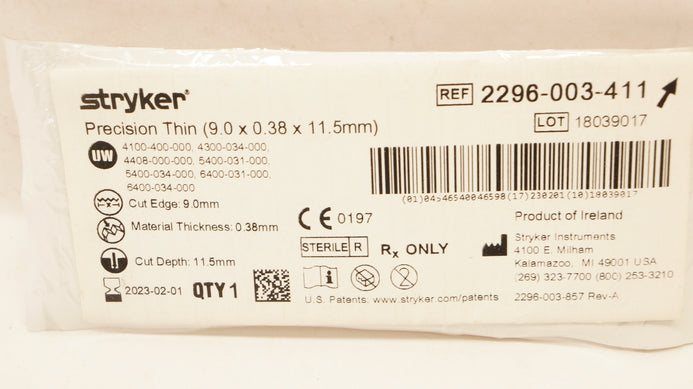 stryker®
REF 2296-003-411
Precision Thin (9.0 x 0.38 x 11.5mm)
LOT 18039017
UW 4100-400-000, 4300-034-000,
4408-000-000, 5400-031-000,
5400-034-000, 6400-031-000,
6400-034-000
(01)04546540046598(17)230201(10)18039017
Cut Edge: 9.0mm
Material Thickness: 0.38mm
Cut Depth: 11.5mm
2023-02-01 QTY 1
CE 0197
STERILE R
Rx ONLY
U.S. Patents: www.stryker.com/patents
Product of Ireland
Stryker Instruments
4100 E. Milham
Kalamazoo, MI 49001 USA
(269) 323-7700 (800) 253-3210
2296-003-857 Rev-A